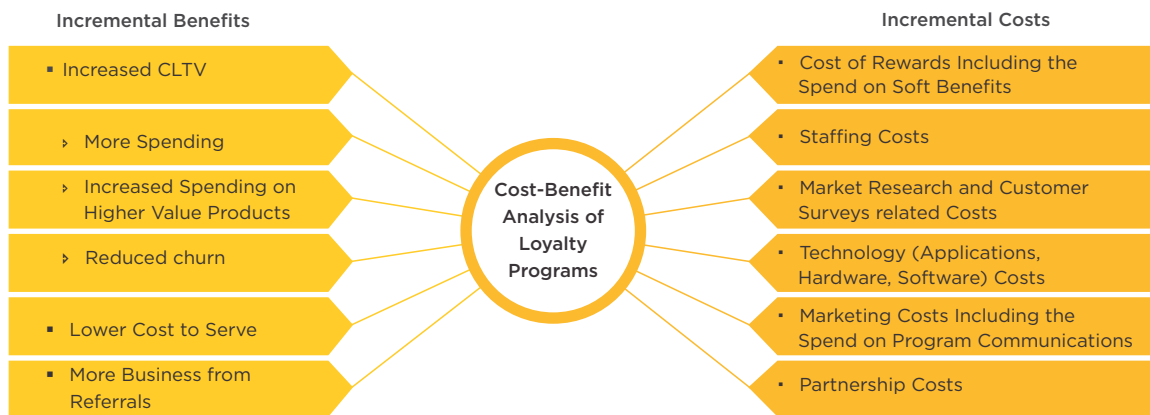 Incremental Benefits
▪ Increased CLTV
▹ More Spending
▹ Increased Spending on
Higher Value Products
▹ Reduced churn
▪ Lower Cost to Serve
▪ More Business from
Referrals
Cost-Benefit
Analysis of
Loyalty
Programs
Incremental Costs
▪ Cost of Rewards Including the
Spend on Soft Benefits
▪ Staffing Costs
▪ Market Research and Customer
Surveys related Costs
▪ Technology (Applications,
Hardware, Software) Costs
▪ Marketing Costs Including the
Spend on Program Communications
▪ Partnership Costs